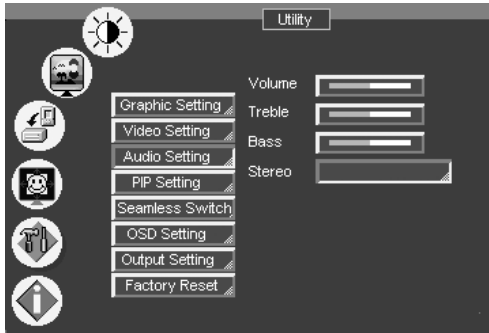 Utility
Graphic Setting
Video Setting
Audio Setting
PIP Setting
Seamless Switch
OSD Setting
Output Setting
Factory Reset
Volume
Treble
Bass
Stereo